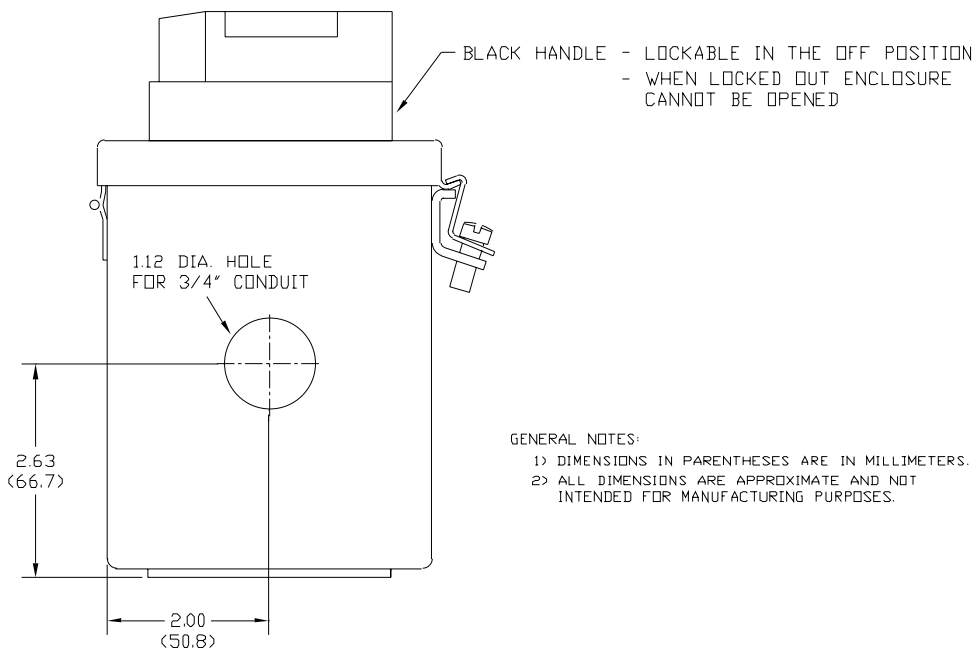 BLACK HANDLE - LOCKABLE IN THE OFF POSITION
- WHEN LOCKED OUT ENCLOSURE
CANNOT BE OPENED
1.12 DIA. HOLE
FOR 3/4" CONDUIT
2.63
(66.7)
GENERAL NOTES:
1) DIMENSIONS IN PARENTHESES ARE IN MILLIMETERS.
2) ALL DIMENSIONS ARE APPROXIMATE AND NOT
INTENDED FOR MANUFACTURING PURPOSES.
2.00
(50.8)